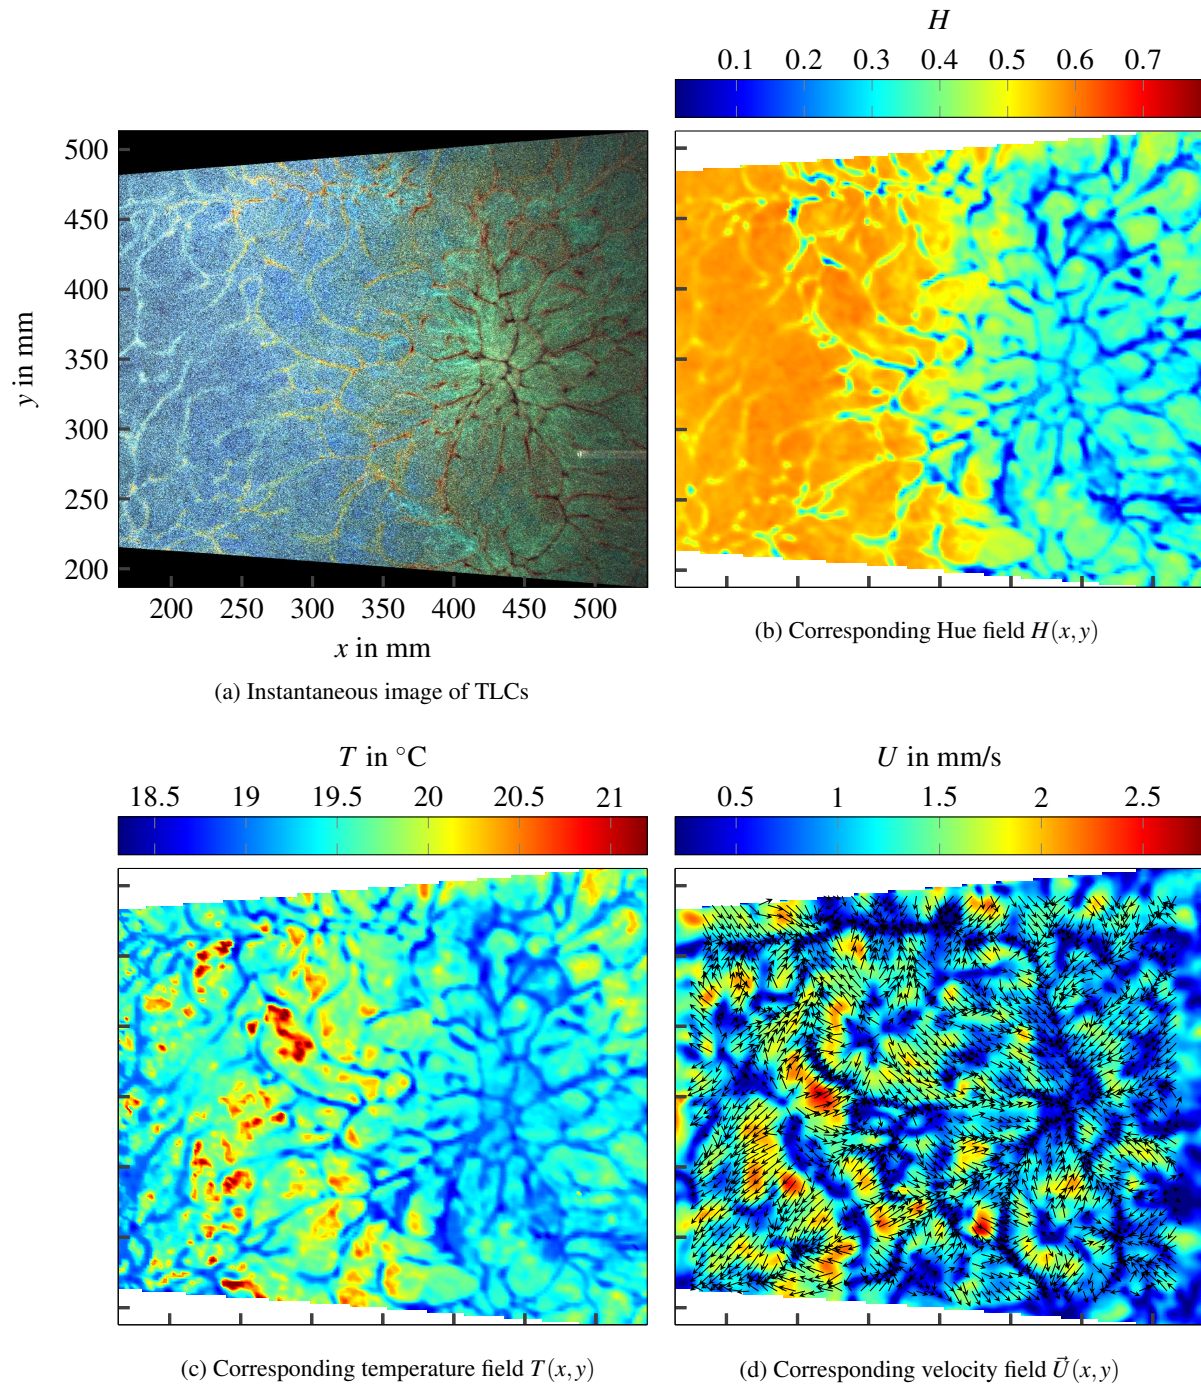 H
0.1 0.2 0.3 0.4 0.5 0.6 0.7
500
450
400
350
300
250
200
y in mm
200 250 300 350 400 450 500
x in mm
(a) Instantaneous image of TLCs
(b) Corresponding Hue field H(x,y)
T in °C
18.5 19 19.5 20 20.5 21
U in mm/s
0.5 1 1.5 2 2.5
(c) Corresponding temperature field T(x,y)
(d) Corresponding velocity field U⃗(x,y)